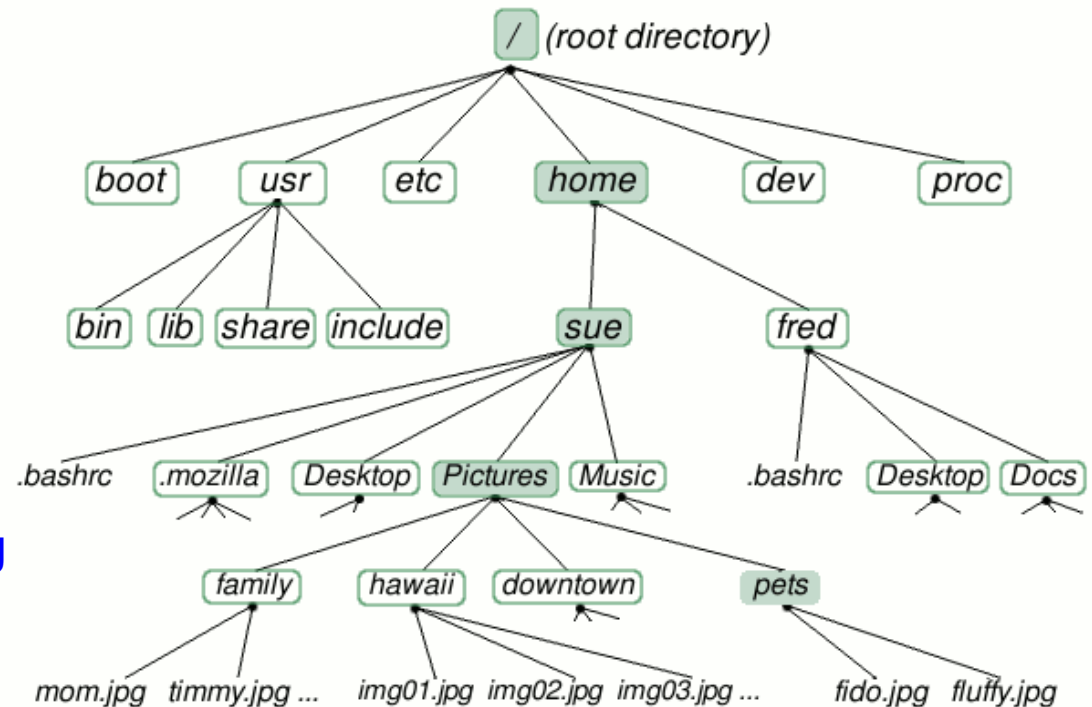 / (root directory)
boot usr etc home dev proc
bin lib share include sue fred
.bashrc .mozilla Desktop Pictures Music .bashrc Desktop Docs
g
family hawaii downtown pets
mom.jpg timmy.jpg ... img01.jpg img02.jpg img03.jpg ... fido.jpg fluffy.jpg